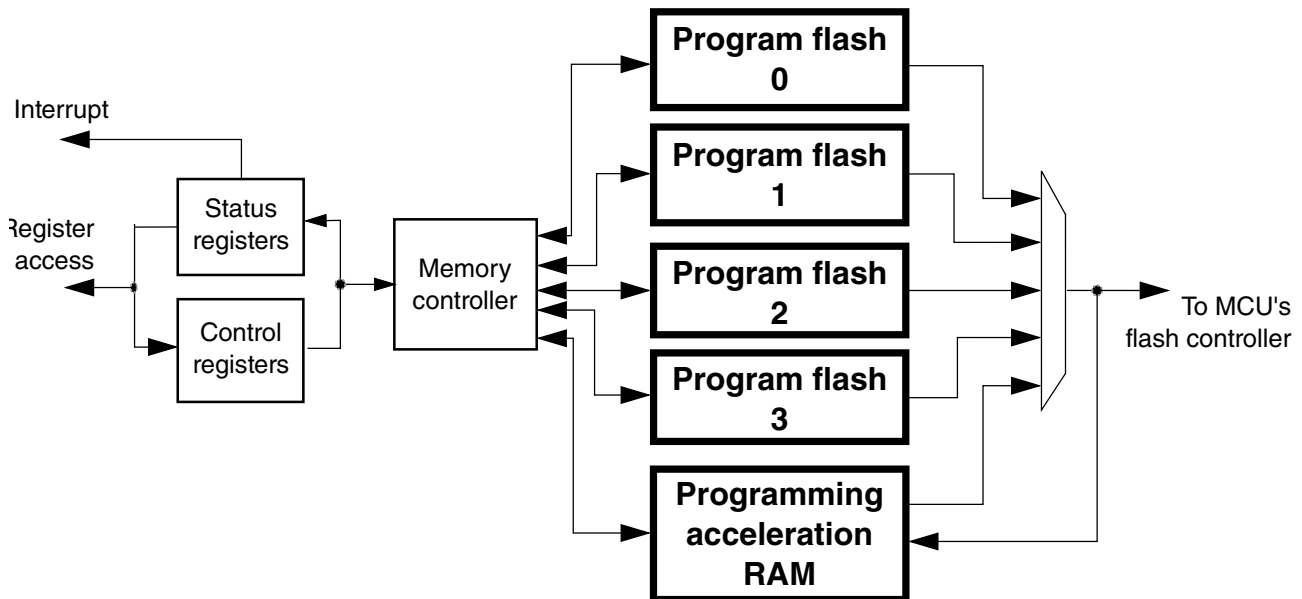 Interrupt
Register
access
Status
registers
Control
registers
Memory
controller
Program flash
0
Program flash
1
Program flash
2
Program flash
3
Programming
acceleration
RAM
To MCU's
flash controller